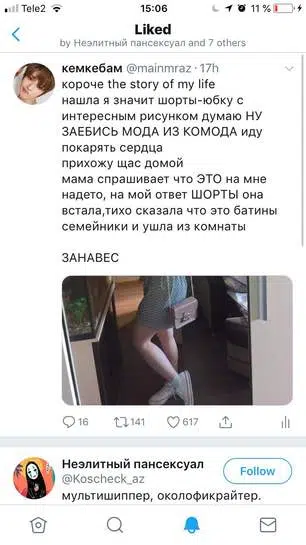 Tele2
15:06
11 %
Liked
by Неэлитный пансексуал and 7 others
кемкебам @mainmraz · 17h
короче the story of my life
нашла я значит шорты-юбку с
интересным рисунком думаю НУ
ЗАЕБИСЬ МОДА ИЗ КОМОДА иду
покарять сердца
прихожу щас домой
мама спрашивает что ЭТО на мне
надето, на мой ответ ШОРТЫ она
встала,тихо сказала что это батины
семейники и ушла из комнаты
ЗАНАВЕС
16 141 617
Неэлитный пансексуал
@Koscheck_az
Follow
мультишиппер, околофикрайтер.